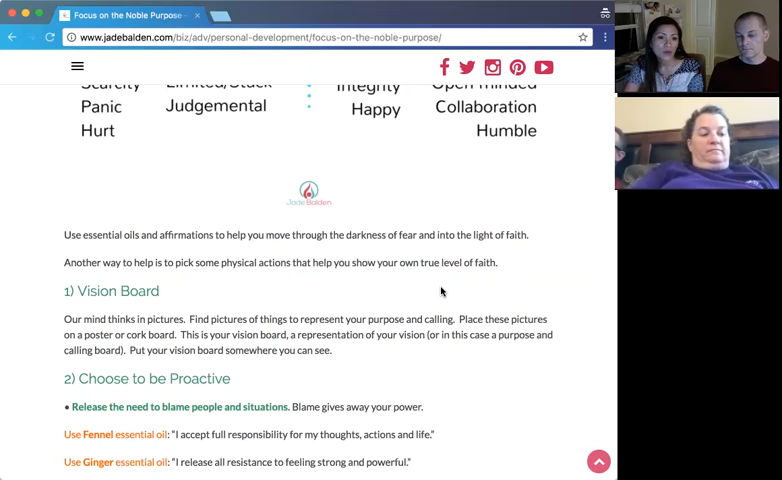 Focus on the Noble Purpose
www.jadebalden.com/biz/adv/personal-development/focus-on-the-noble-purpose/
Scarcity Limited/Stuck Integrity Open minded
Panic Judgemental Happy Collaboration
Hurt Humble
Jade Balden
Use essential oils and affirmations to help you move through the darkness of fear and into the light of faith.
Another way to help is to pick some physical actions that help you show your own true level of faith.
1) Vision Board
Our mind thinks in pictures. Find pictures of things to represent your purpose and calling. Place these pictures
on a poster or cork board. This is your vision board, a representation of your vision (or in this case a purpose and
calling board). Put your vision board somewhere you can see.
2) Choose to be Proactive
• Release the need to blame people and situations. Blame gives away your power.
Use Fennel essential oil: “I accept full responsibility for my thoughts, actions and life.”
Use Ginger essential oil: “I release all resistance to feeling strong and powerful.”